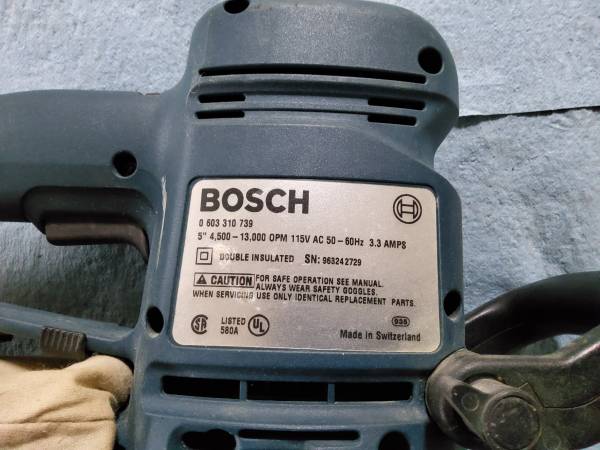 BOSCH
0 603 310 739
5" 4,500 – 13,000 OPM 115V AC 50 – 60Hz 3.3 AMPS
DOUBLE INSULATED SN: 963242729
CAUTION FOR SAFE OPERATION SEE MANUAL.
ALWAYS WEAR SAFETY GOGGLES.
WHEN SERVICING USE ONLY IDENTICAL REPLACEMENT PARTS.
SA LISTED UL 935
580A
Made in Switzerland